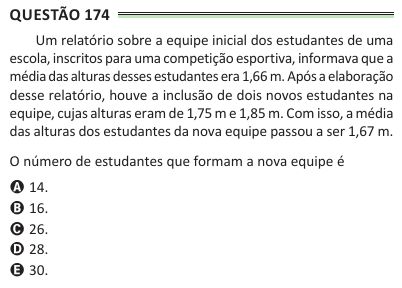 QUESTÃO 174
Um relatório sobre a equipe inicial dos estudantes de uma
escola, inscritos para uma competição esportiva, informava que a
média das alturas desses estudantes era 1,66 m. Após a elaboração
desse relatório, houve a inclusão de dois novos estudantes na
equipe, cujas alturas eram de 1,75 m e 1,85 m. Com isso, a média
das alturas dos estudantes da nova equipe passou a ser 1,67 m.
O número de estudantes que formam a nova equipe é
A 14.
B 16.
C 26.
D 28.
E 30.